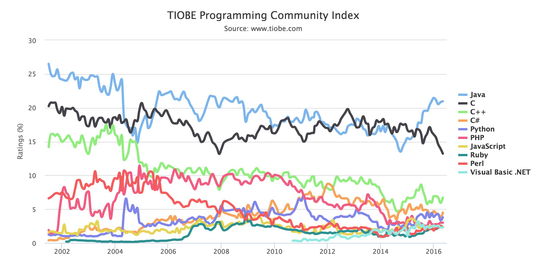 TIOBE Programming Community Index
Source: www.tiobe.com
Ratings (%)
30
25
20
15
10
5
0
2002
2004
2006
2008
2010
2012
2014
2016
Java
C
C++
C#
Python
PHP
JavaScript
Ruby
Perl
Visual Basic .NET